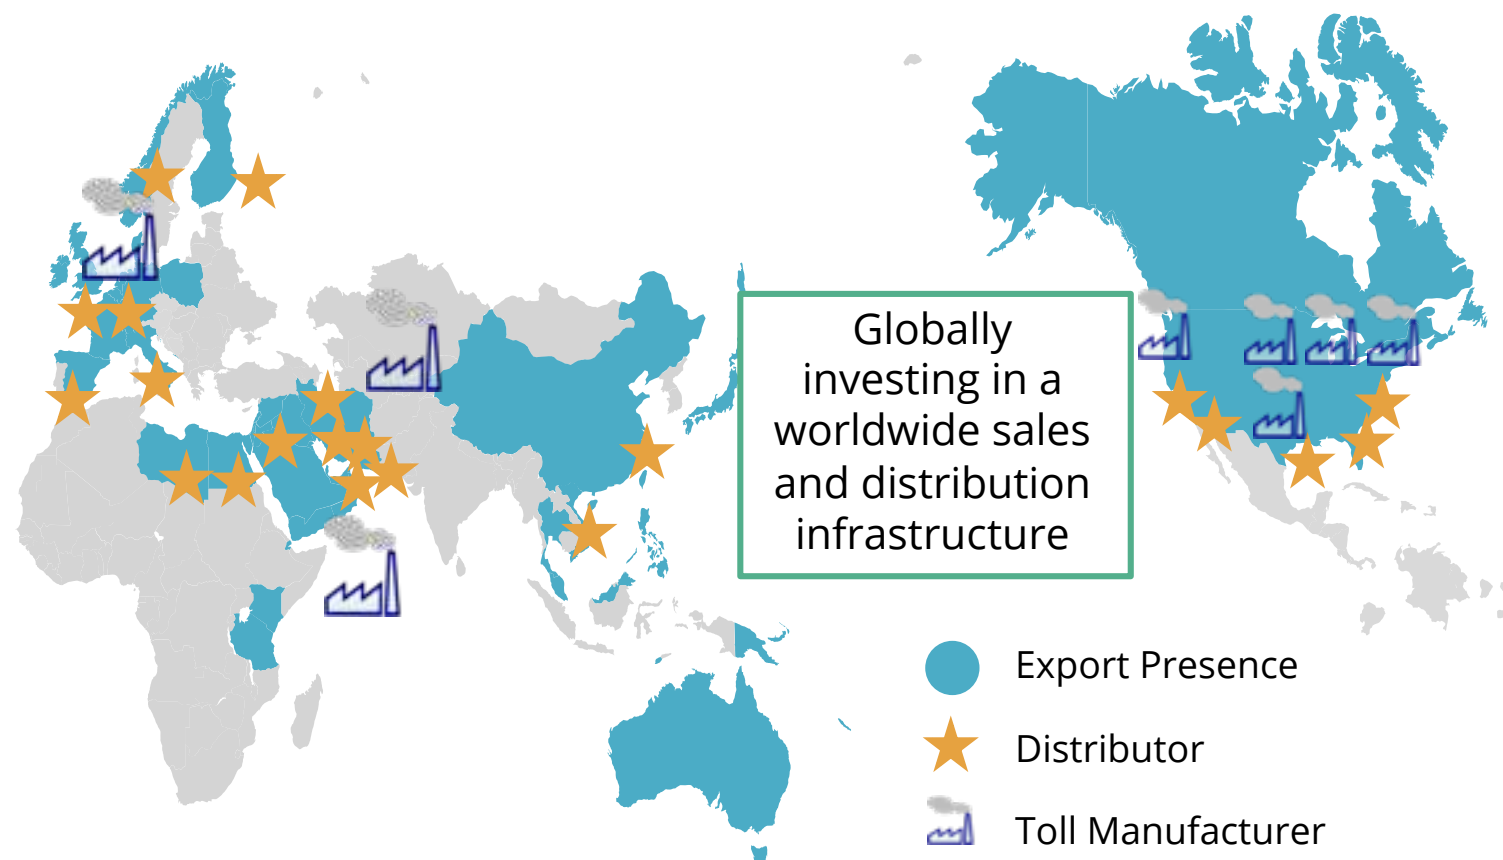 Globally
investing in a
worldwide sales
and distribution
infrastructure
Export Presence
Distributor
Toll Manufacturer